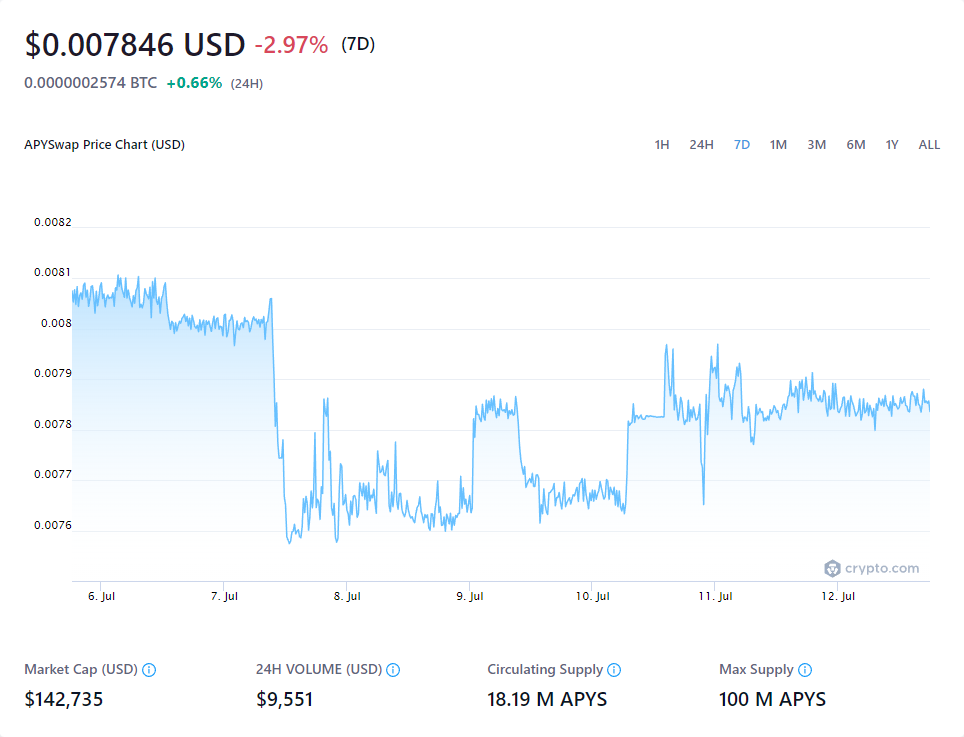 $0.007846 USD -2.97% (7D)
0.0000002574 BTC +0.66% (24H)
APYSwap Price Chart (USD) 1H 24H 7D 1M 3M 6M 1Y ALL
0.0082
0.0081
0.008
0.0079
0.0078
0.0077
0.0076
crypto.com
6. Jul 7. Jul 8. Jul 9. Jul 10. Jul 11. Jul 12. Jul
Market Cap (USD) 24H VOLUME (USD) Circulating Supply Max Supply
$142,735 $9,551 18.19 M APYS 100 M APYS